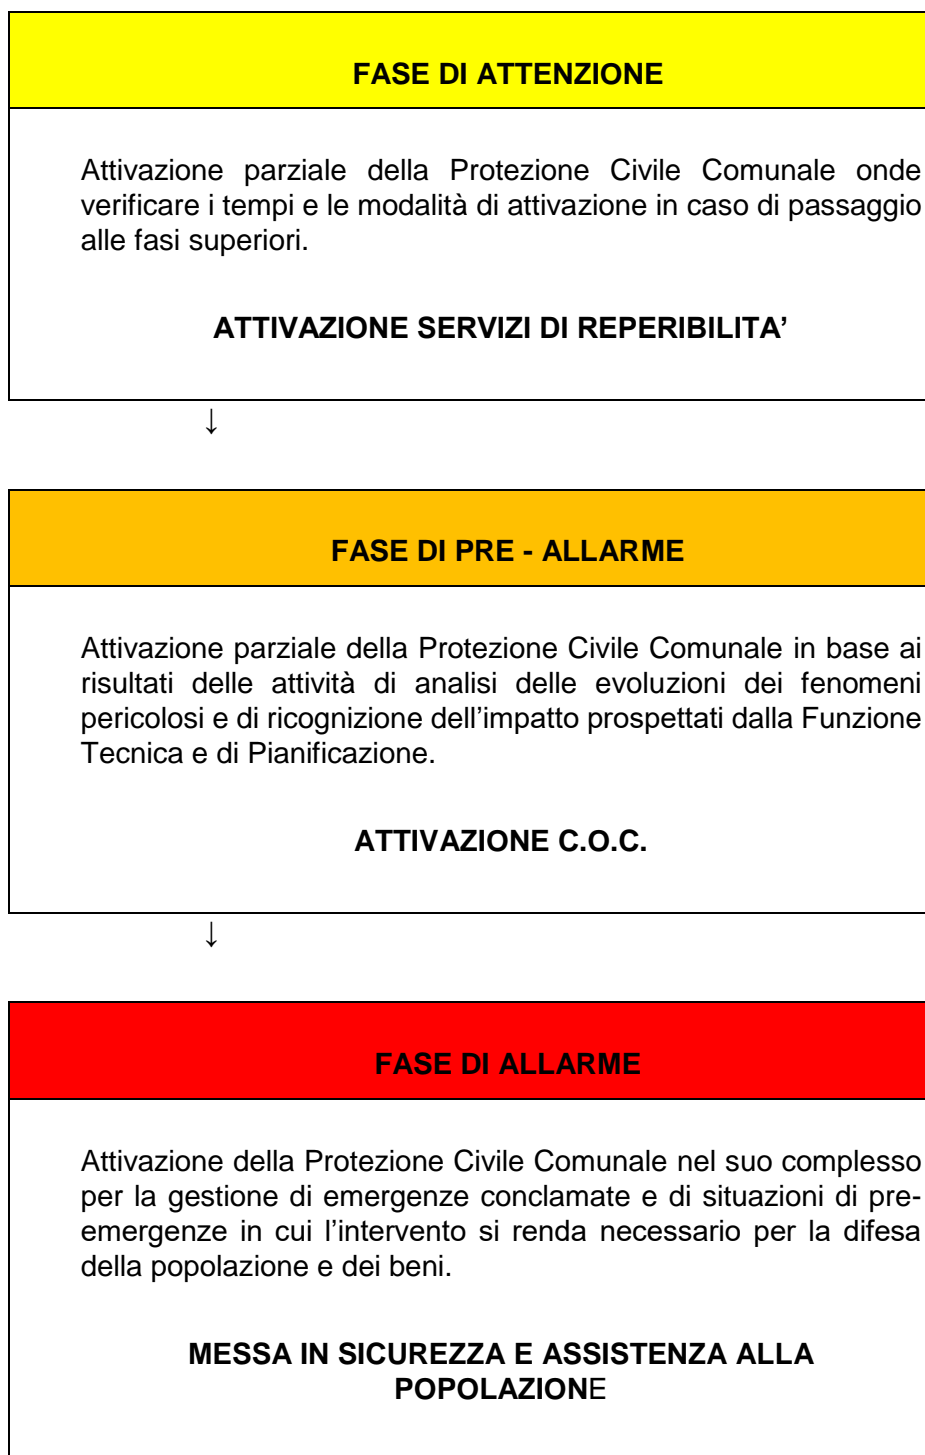 FASE DI ATTENZIONE
Attivazione parziale della Protezione Civile Comunale onde
verificare i tempi e le modalità di attivazione in caso di passaggio
alle fasi superiori.
ATTIVAZIONE SERVIZI DI REPERIBILITA’
↓
FASE DI PRE - ALLARME
Attivazione parziale della Protezione Civile Comunale in base ai
risultati delle attività di analisi delle evoluzioni dei fenomeni
pericolosi e di ricognizione dell’impatto prospettati dalla Funzione
Tecnica e di Pianificazione.
ATTIVAZIONE C.O.C.
↓
FASE DI ALLARME
Attivazione della Protezione Civile Comunale nel suo complesso
per la gestione di emergenze conclamate e di situazioni di pre-
emergenze in cui l’intervento si renda necessario per la difesa
della popolazione e dei beni.
MESSA IN SICUREZZA E ASSISTENZA ALLA
POPOLAZIONE